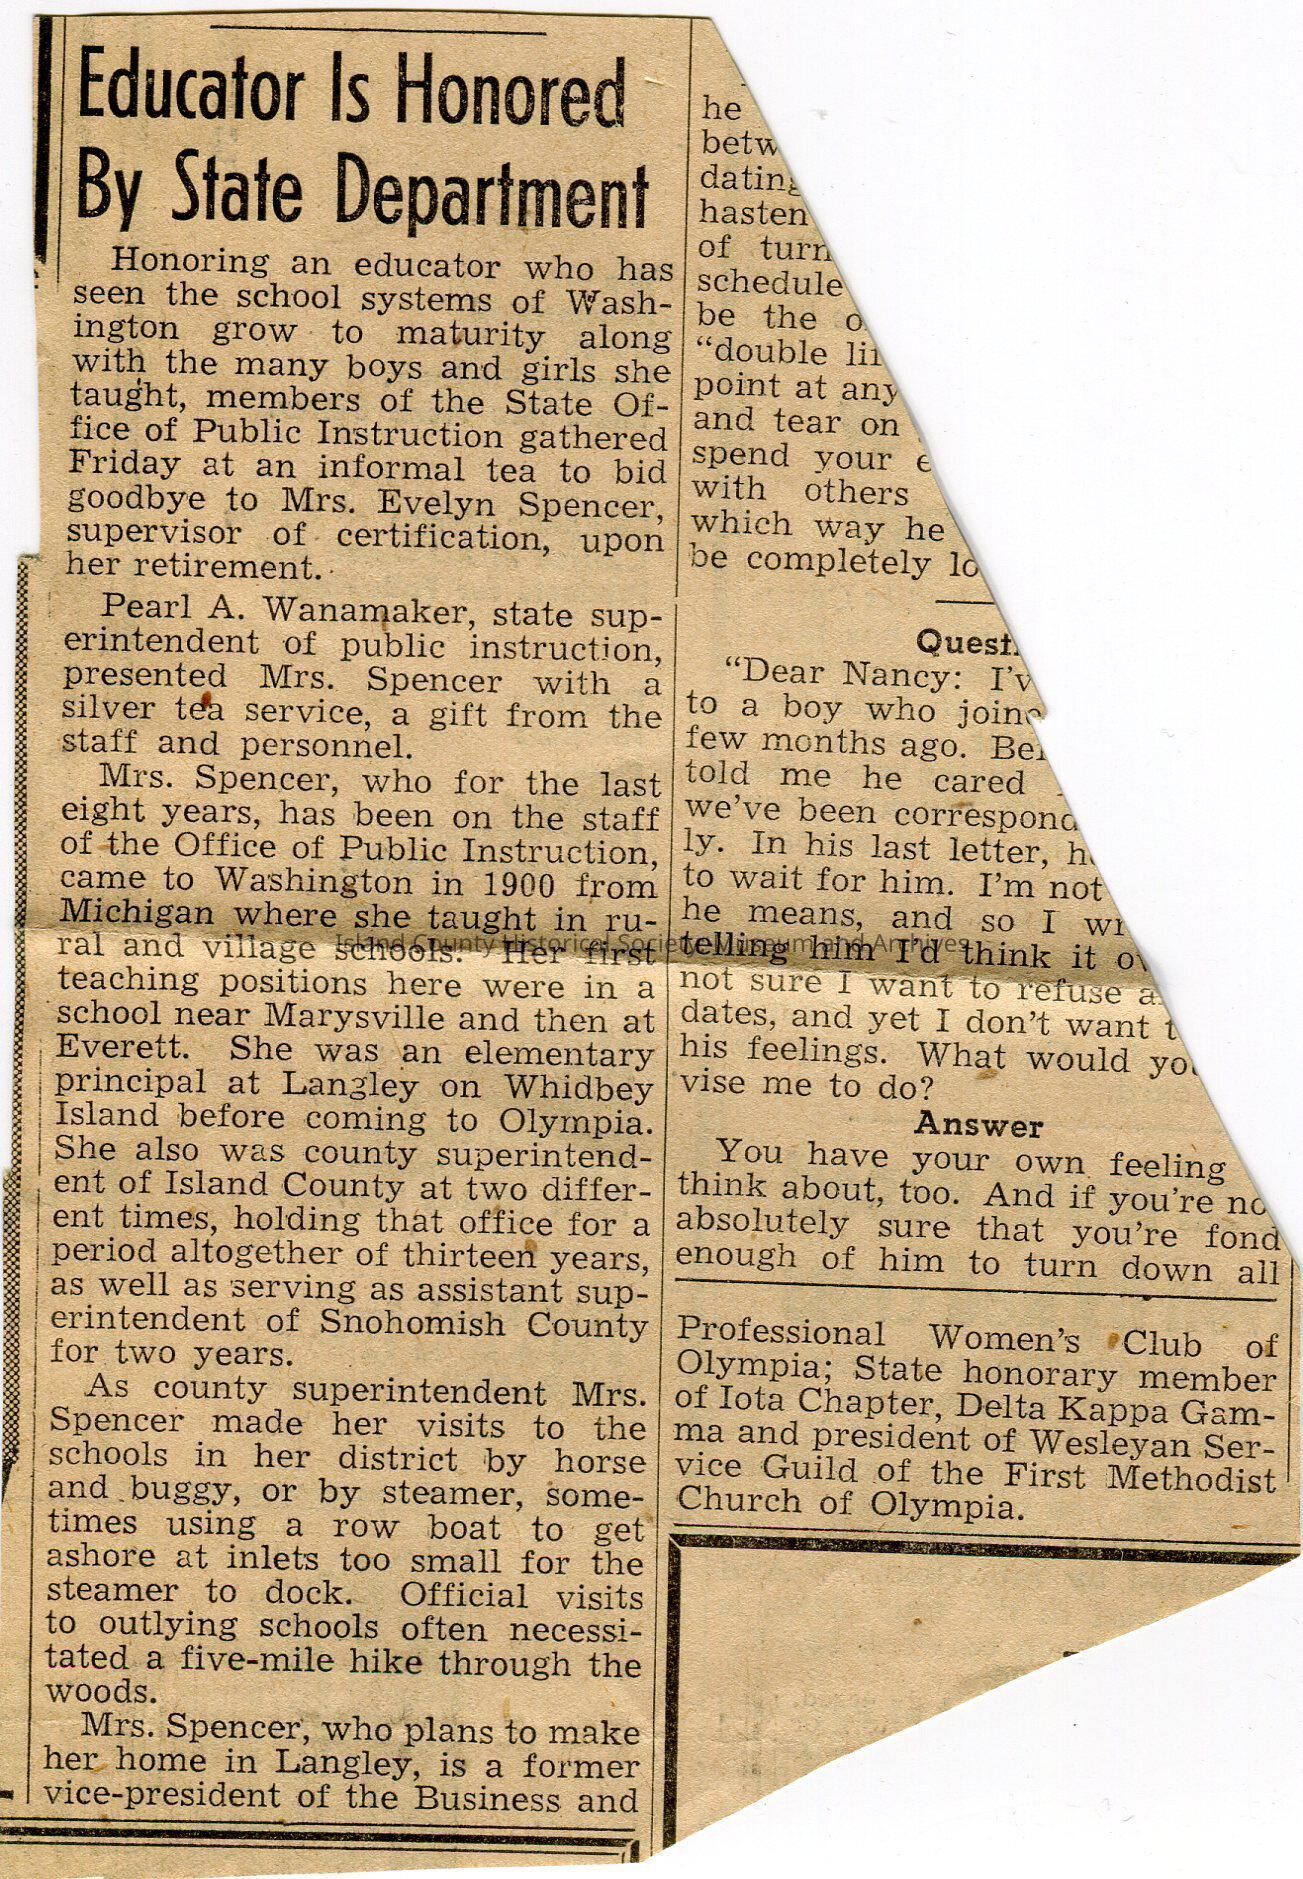 Educator Is Honored
By State Department
Honoring an educator who has
seen the school systems of Wash-
ington grow to maturity along
with the many boys and girls she
taught, members of the State Of-
fice of Public Instruction gathered
Friday at an informal tea to bid
goodbye to Mrs. Evelyn Spencer,
supervisor of certification, upon
her retirement.
Pearl A. Wanamaker, state sup-
erintendent of public instruction,
presented Mrs. Spencer with a
silver tea service, a gift from the
staff and personnel.
Mrs. Spencer, who for the last
eight years, has been on the staff
of the Office of Public Instruction,
came to Washington in 1900 from
Michigan where she taught in ru-
ral and village schools. Her first
teaching positions here were in a
school near Marysville and then at
Everett. She was an elementary
principal at Langley on Whidbey
Island before coming to Olympia.
She also was county superintend-
ent of Island County at two differ-
ent times, holding that office for a
period altogether of thirteen years,
as well as serving as assistant sup-
erintendent of Snohomish County
for two years.
As county superintendent Mrs.
Spencer made her visits to the
schools in her district by horse
and buggy, or by steamer, some-
times using a row boat to get
ashore at inlets too small for the
steamer to dock. Official visits
to outlying schools often necessi-
tated a five-mile hike through the
woods.
Mrs. Spencer, who plans to make
her home in Langley, is a former
vice-president of the Business and
he
betw
dating
hasten
of turn
schedule
be the
"double
point at any
and tear on
spend your
with others
which way he
be completely
Quest
"Dear Nancy: I'v
to a boy who join
few months ago.
told me he cared
we've been correspond
ly. In his last letter,
to wait for him. I'm not
he means, and so I
telling him I'd think it
not sure I want to refuse
dates, and yet I don't want
his feelings. What would
vise me to do?
Answer
You have your own feeling
think about, too. And if you're
absolutely sure that you're fond
enough of him to turn down all
Professional Women's Club of
Olympia; State honorary member
of Iota Chapter, Delta Kappa Gam-
ma and president of Wesleyan Ser-
vice Guild of the First Methodist
Church of Olympia.
Island County Historical Society Museum and Archives